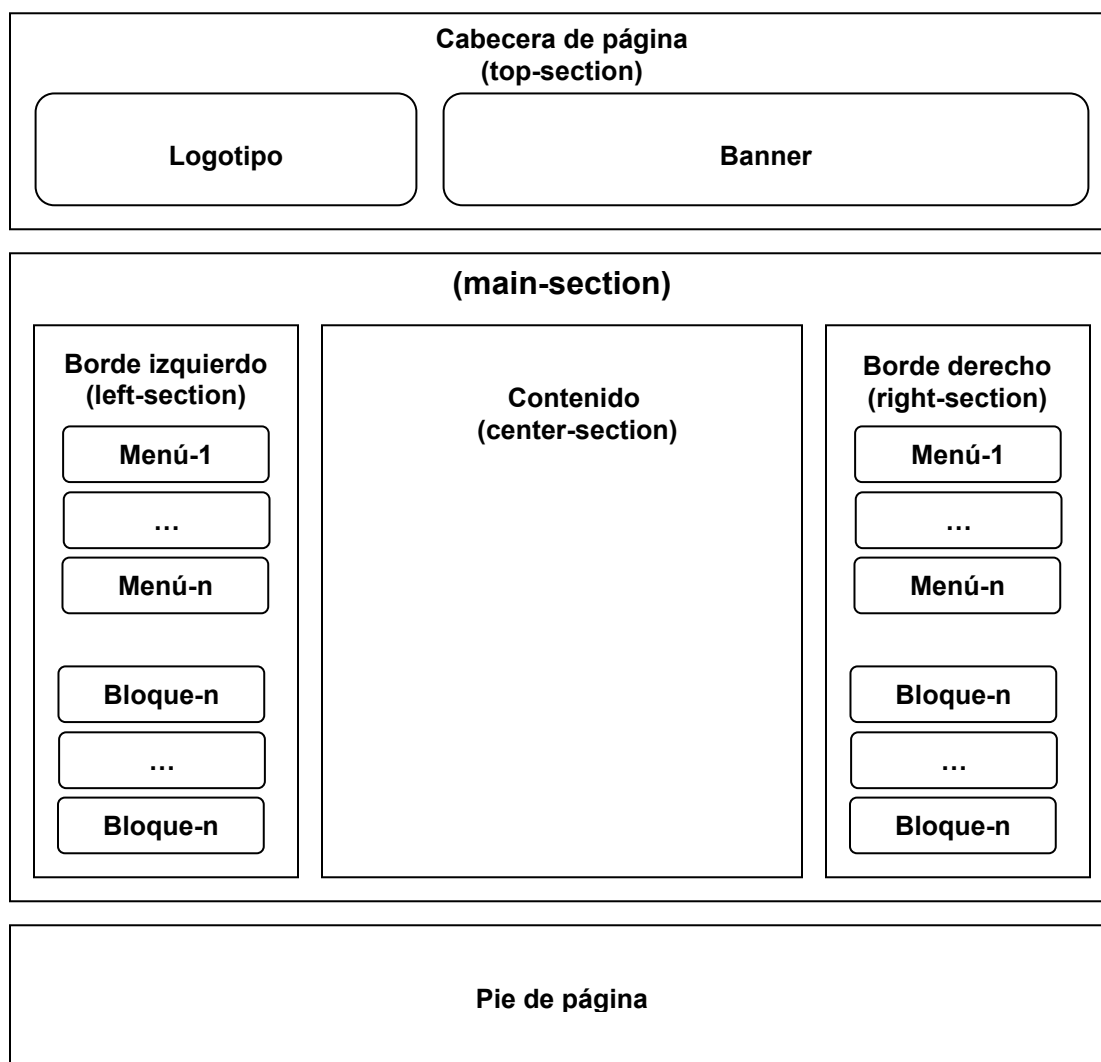 Cabecera de página
(top-section)
Logotipo
Banner
(main-section)
Borde izquierdo
(left-section)
Menú-1
…
Menú-n
Bloque-n
…
Bloque-n
Contenido
(center-section)
Borde derecho
(right-section)
Menú-1
…
Menú-n
Bloque-n
…
Bloque-n
Pie de página